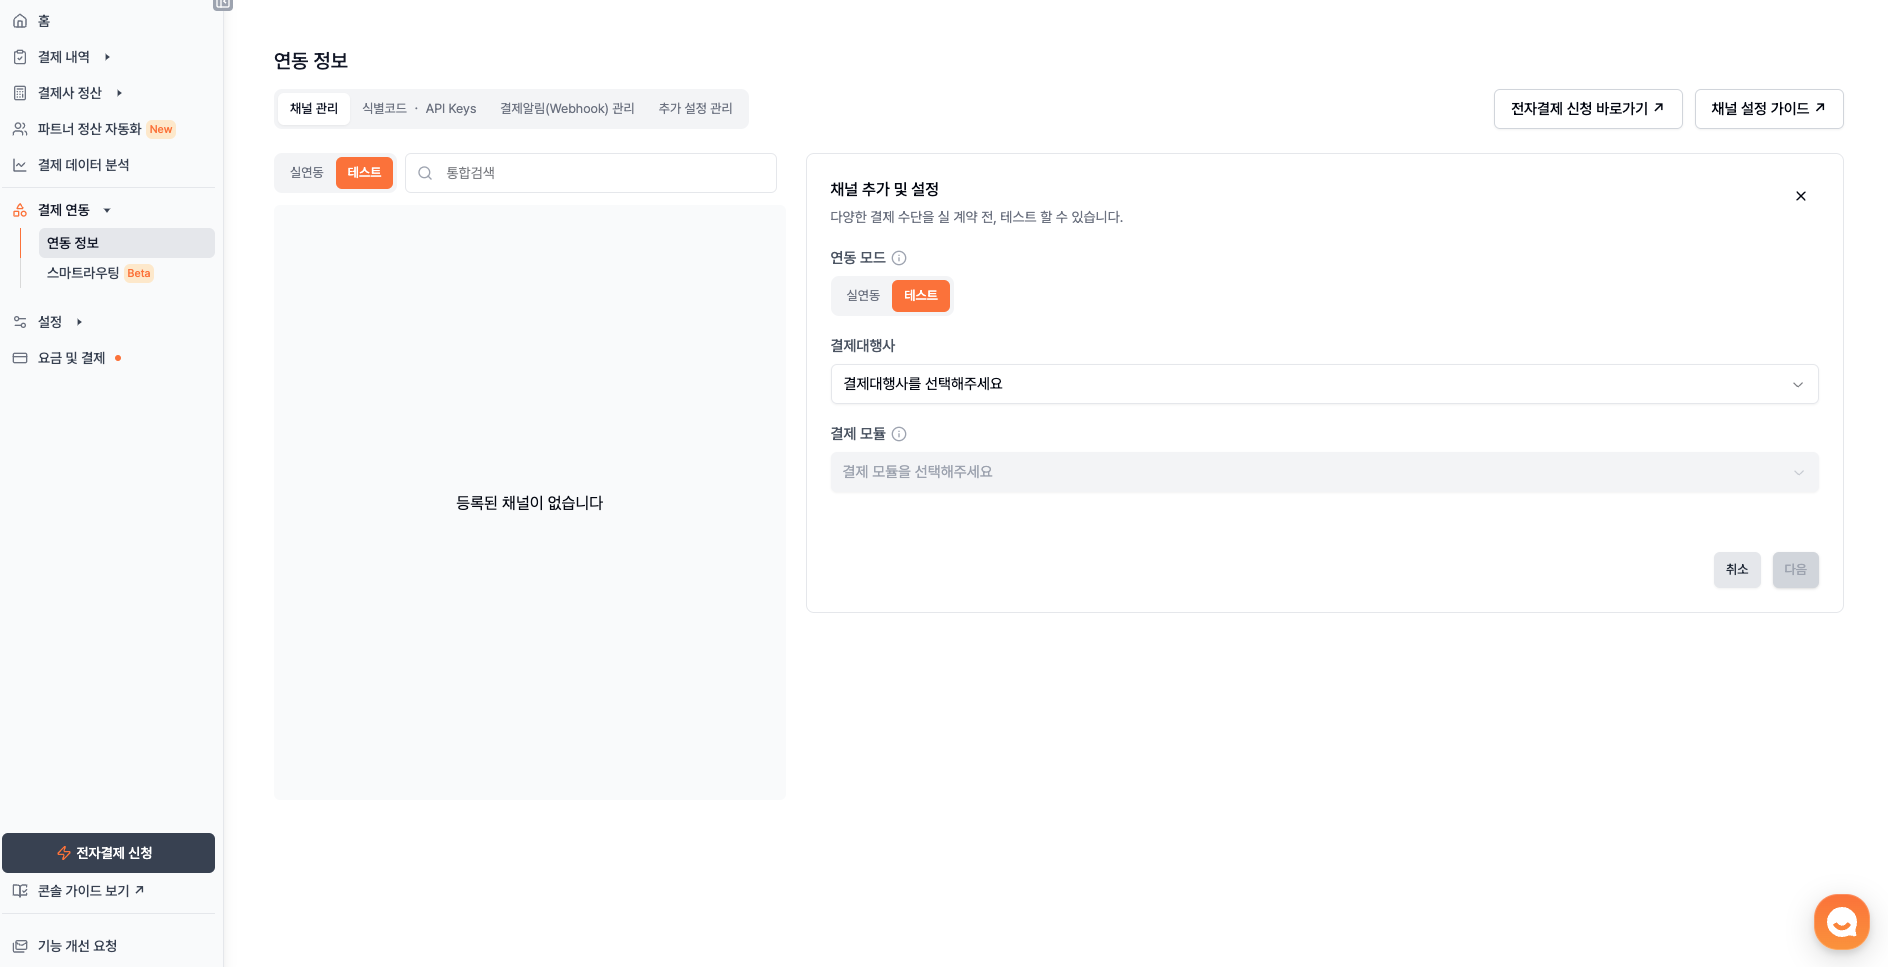 홈
결제 내역
결제사 정산
파트너 정산 자동화 New
결제 데이터 분석
결제 연동
연동 정보
스마트라우팅 Beta
설정
요금 및 결제
전자결제 신청
콘솔 가이드 보기
기능 개선 요청
연동 정보
채널 관리 식별코드 · API Keys 결제알림(Webhook) 관리 추가 설정 관리
전자결제 신청 바로가기 채널 설정 가이드
실연동 테스트 통합검색
등록된 채널이 없습니다
채널 추가 및 설정
다양한 결제 수단을 실 계약 전, 테스트 할 수 있습니다.
연동 모드
실연동 테스트
결제대행사
결제대행사를 선택해주세요
결제 모듈
결제 모듈을 선택해주세요
취소 다음